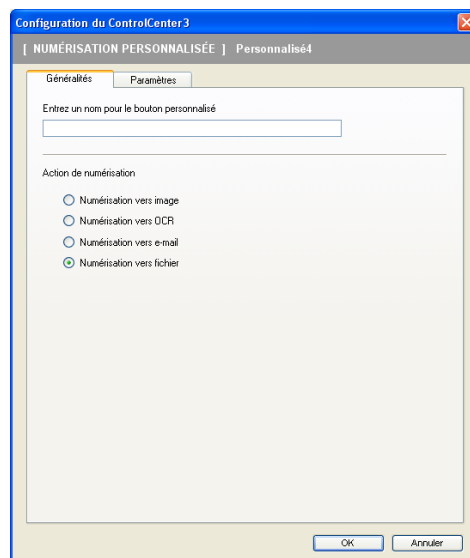 Configuration du ControlCenter3
[ NUMÉRISATION PERSONNALISÉE ] Personnalisé4
Généralités Paramètres
Entrez un nom pour le bouton personnalisé
Action de numérisation
Numérisation vers image
Numérisation vers OCR
Numérisation vers e-mail
Numérisation vers fichier
OK Annuler